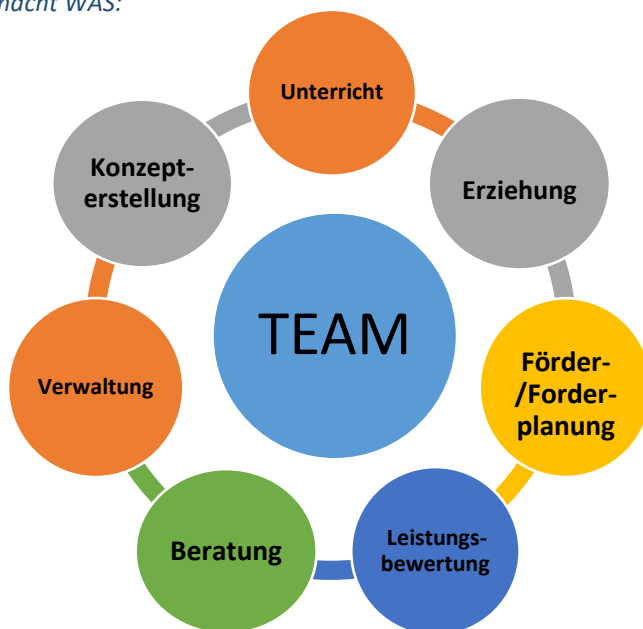 macht WAS:
Unterricht
Erziehung
Förder-
/Forder-
planung
Leistungs-
bewertung
Beratung
Verwaltung
Konzept-
erstellung
TEAM